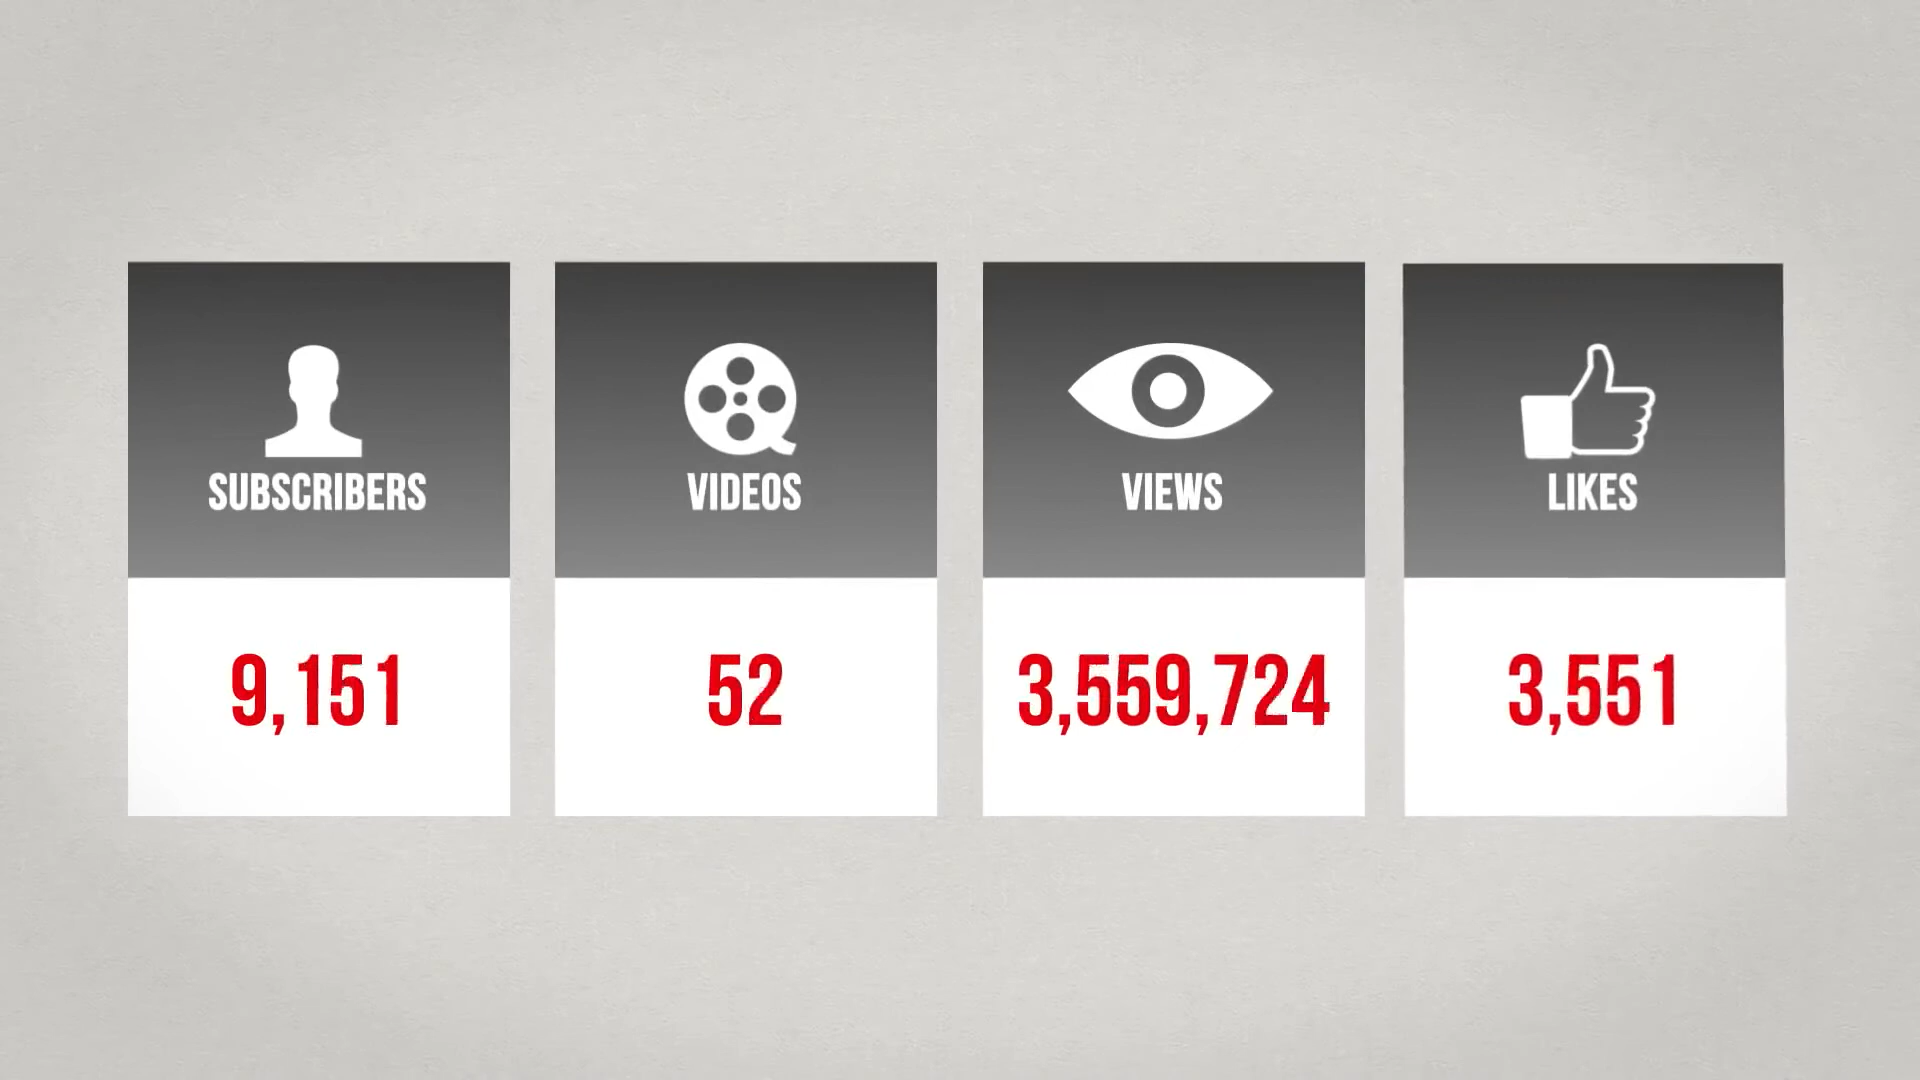 SUBSCRIBERS
VIDEOS
VIEWS
LIKES
9,151
52
3,559,724
3,551